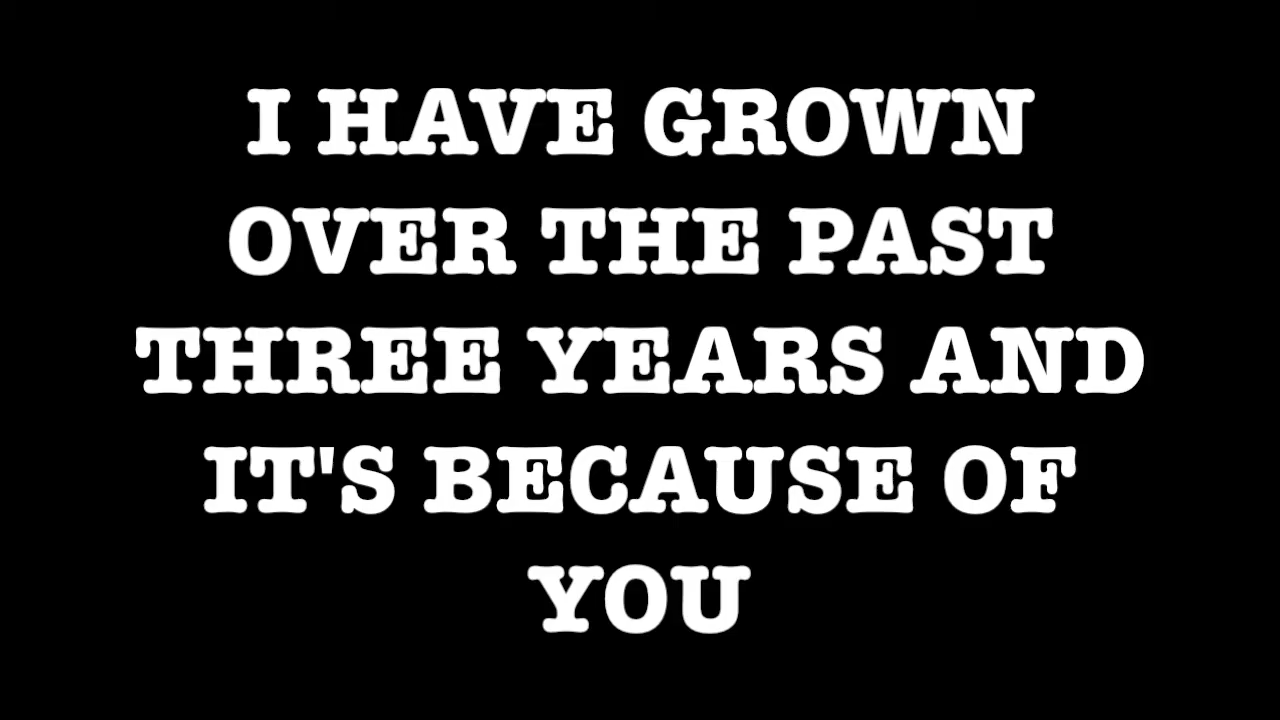 I HAVE GROWN
OVER THE PAST
THREE YEARS AND
IT'S BECAUSE OF
YOU